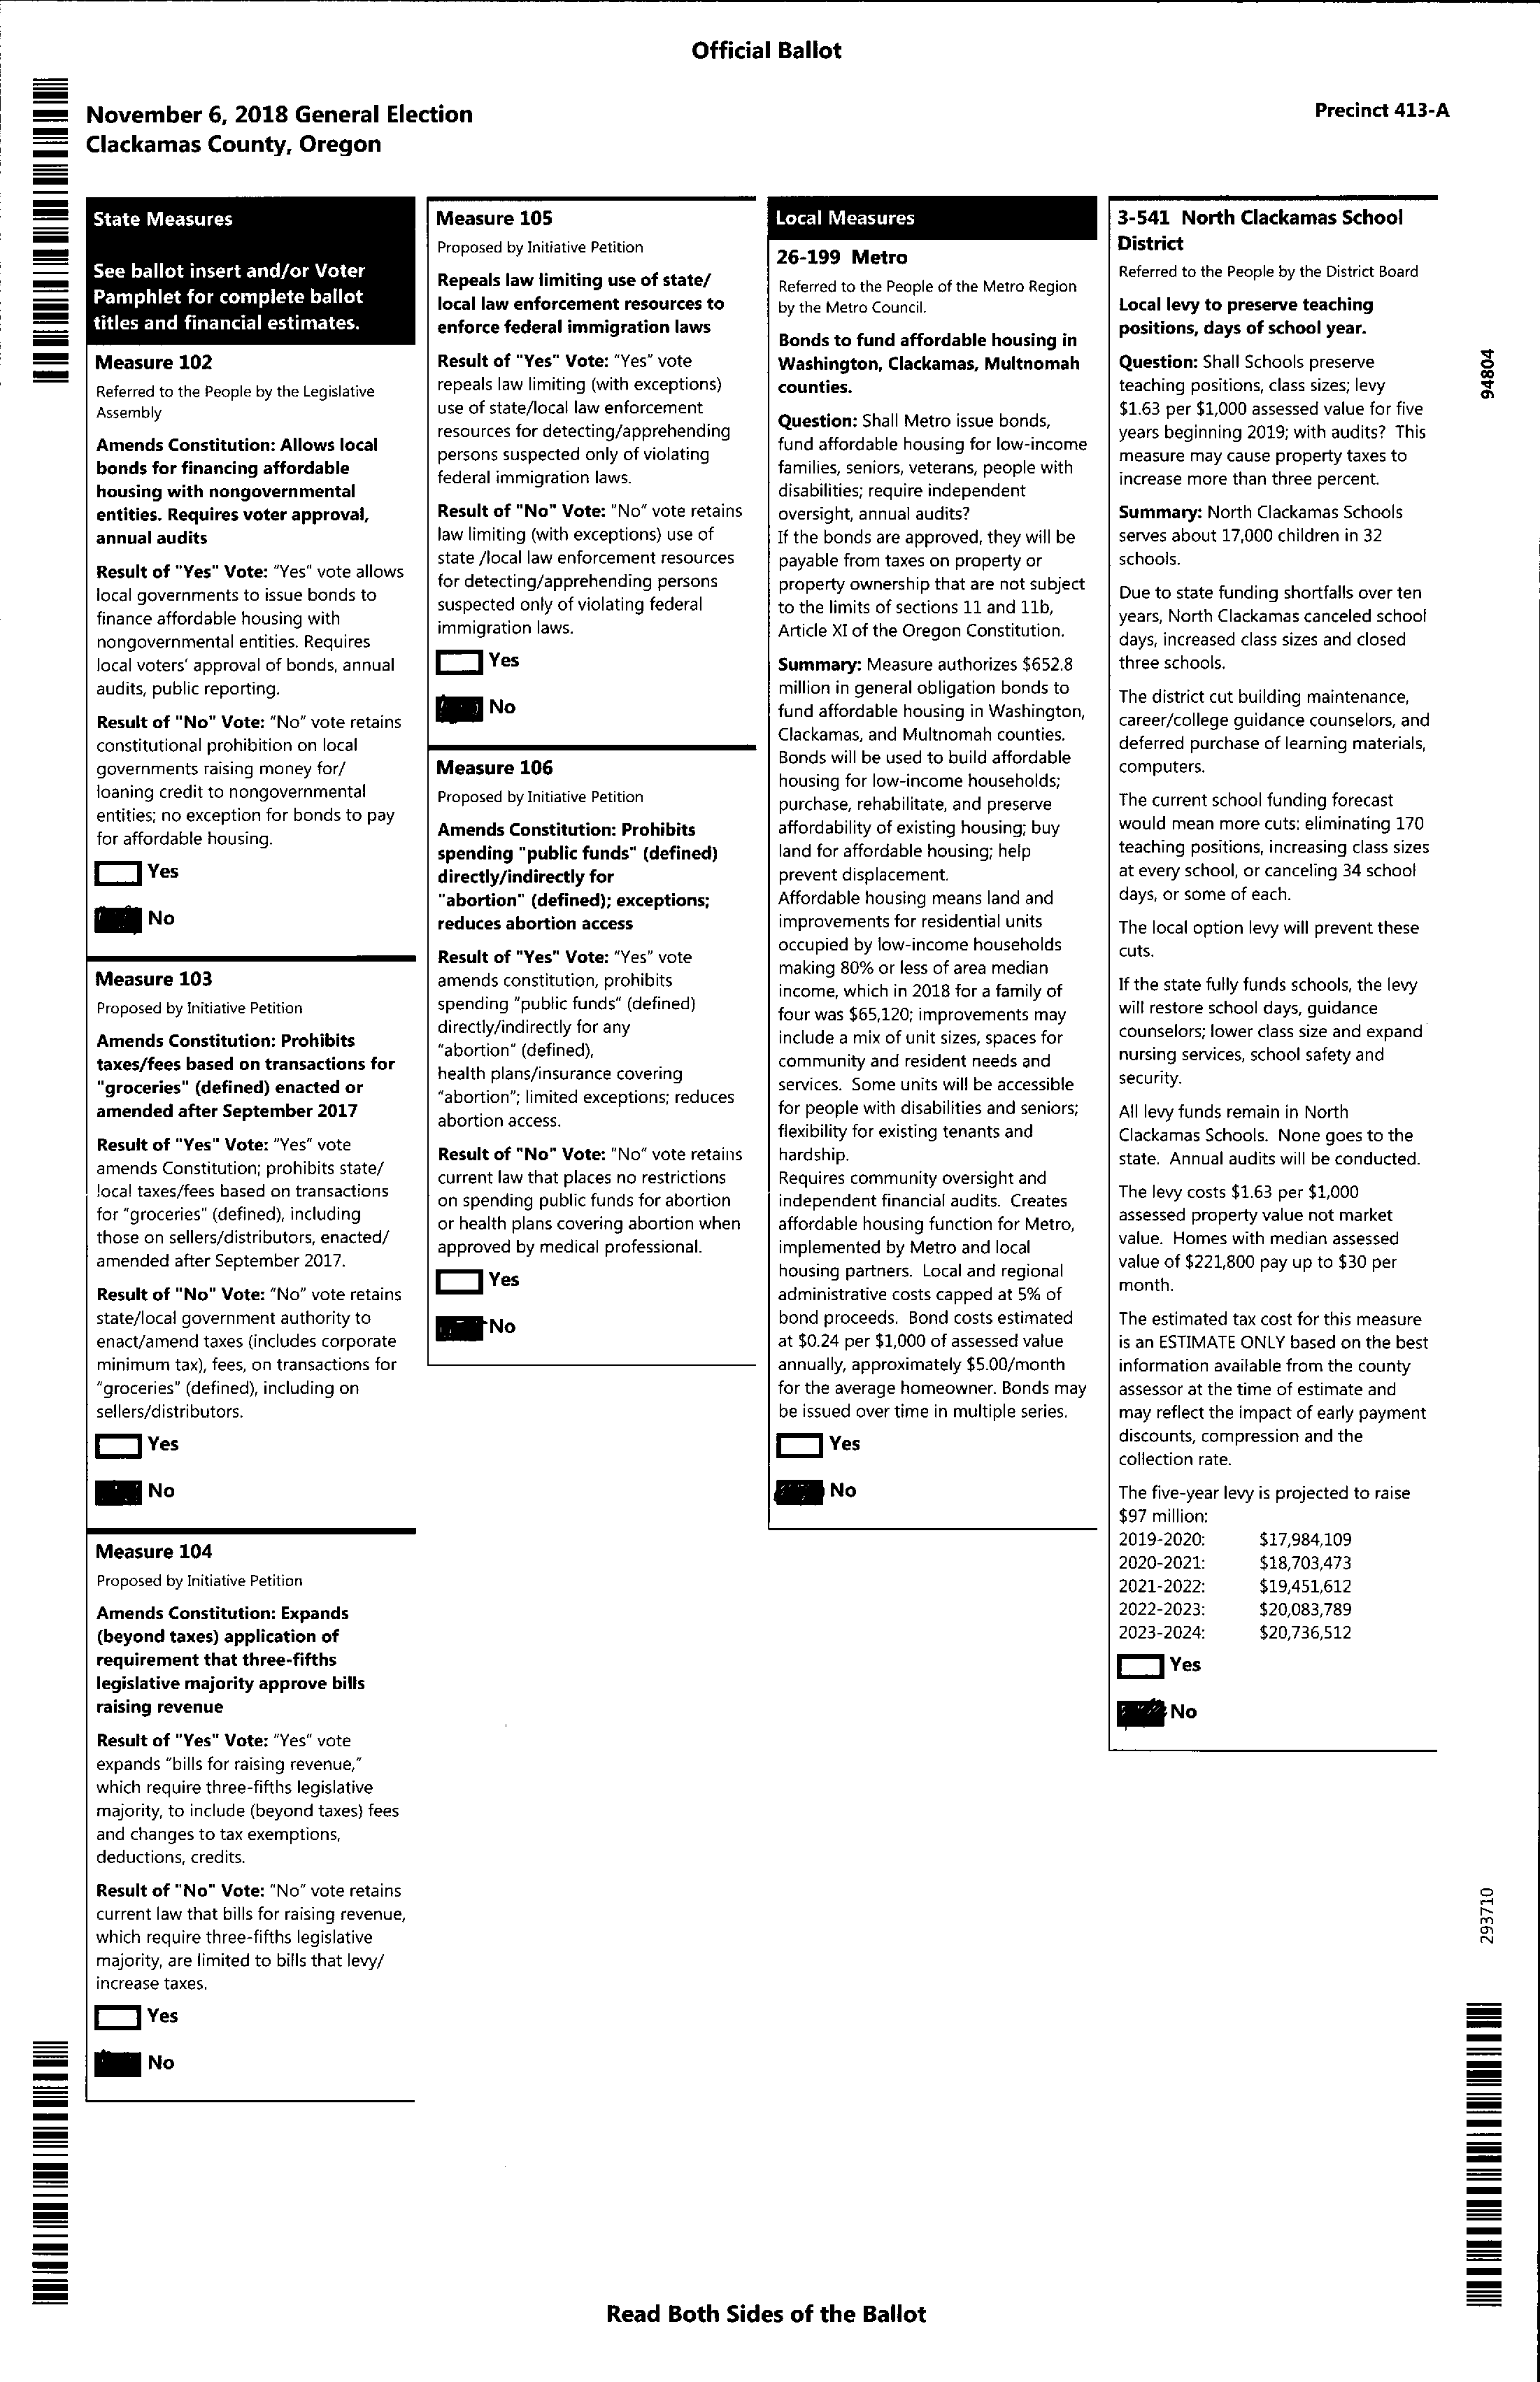 Official Ballot
November 6, 2018 General Election
Clackamas County, Oregon
Precinct 413-A
State Measures
See ballot insert and/or Voter
Pamphlet for complete ballot
titles and financial estimates.
Measure 102
Referred to the People by the Legislative
Assembly
Amends Constitution: Allows local
bonds for financing affordable
housing with nongovernmental
entities. Requires voter approval,
annual audits
Result of "Yes" Vote: "Yes" vote allows
local governments to issue bonds to
finance affordable housing with
nongovernmental entities. Requires
local voters' approval of bonds, annual
audits, public reporting.
Result of "No" Vote: "No" vote retains
constitutional prohibition on local
governments raising money for/
loaning credit to nongovernmental
entities; no exception for bonds to pay
for affordable housing.
Yes
No
Measure 103
Proposed by Initiative Petition
Amends Constitution: Prohibits
taxes/fees based on transactions for
"groceries" (defined) enacted or
amended after September 2017
Result of "Yes" Vote: "Yes" vote
amends Constitution; prohibits state/
local taxes/fees based on transactions
for "groceries" (defined), including
those on sellers/distributors, enacted/
amended after September 2017.
Result of "No" Vote: "No" vote retains
state/local government authority to
enact/amend taxes (includes corporate
minimum tax), fees, on transactions for
"groceries" (defined), including on
sellers/distributors.
Yes
No
Measure 104
Proposed by Initiative Petition
Amends Constitution: Expands
(beyond taxes) application of
requirement that three-fifths
legislative majority approve bills
raising revenue
Result of "Yes" Vote: "Yes" vote
expands "bills for raising revenue,"
which require three-fifths legislative
majority, to include (beyond taxes) fees
and changes to tax exemptions,
deductions, credits.
Result of "No" Vote: "No" vote retains
current law that bills for raising revenue,
which require three-fifths legislative
majority, are limited to bills that levy/
increase taxes.
Yes
No
Measure 105
Proposed by Initiative Petition
Repeals law limiting use of state/
local law enforcement resources to
enforce federal immigration laws
Result of "Yes" Vote: "Yes" vote
repeals law limiting (with exceptions)
use of state/local law enforcement
resources for detecting/apprehending
persons suspected only of violating
federal immigration laws.
Result of "No" Vote: "No" vote retains
law limiting (with exceptions) use of
state /local law enforcement resources
for detecting/apprehending persons
suspected only of violating federal
immigration laws.
Yes
No
Measure 106
Proposed by Initiative Petition
Amends Constitution: Prohibits
spending "public funds" (defined)
directly/indirectly for
"abortion" (defined); exceptions;
reduces abortion access
Result of "Yes" Vote: "Yes" vote
amends constitution, prohibits
spending "public funds" (defined)
directly/indirectly for any
"abortion" (defined),
health plans/insurance covering
"abortion"; limited exceptions; reduces
abortion access.
Result of "No" Vote: "No" vote retains
current law that places no restrictions
on spending public funds for abortion
or health plans covering abortion when
approved by medical professional.
Yes
No
Local Measures
26-199 Metro
Referred to the People of the Metro Region
by the Metro Council.
Bonds to fund affordable housing in
Washington, Clackamas, Multnomah
counties.
Question: Shall Metro issue bonds,
fund affordable housing for low-income
families, seniors, veterans, people with
disabilities; require independent
oversight, annual audits?
If the bonds are approved, they will be
payable from taxes on property or
property ownership that are not subject
to the limits of sections 11 and 11b,
Article XI of the Oregon Constitution.
Summary: Measure authorizes $652.8
million in general obligation bonds to
fund affordable housing in Washington,
Clackamas, and Multnomah counties.
Bonds will be used to build affordable
housing for low-income households;
purchase, rehabilitate, and preserve
affordability of existing housing; buy
land for affordable housing; help
prevent displacement.
Affordable housing means land and
improvements for residential units
occupied by low-income households
making 80% or less of area median
income, which in 2018 for a family of
four was $65,120; improvements may
include a mix of unit sizes, spaces for
community and resident needs and
services. Some units will be accessible
for people with disabilities and seniors;
flexibility for existing tenants and
hardship.
Requires community oversight and
independent financial audits. Creates
affordable housing function for Metro,
implemented by Metro and local
housing partners. Local and regional
administrative costs capped at 5% of
bond proceeds. Bond costs estimated
at $0.24 per $1,000 of assessed value
annually, approximately $5.00/month
for the average homeowner. Bonds may
be issued over time in multiple series.
Yes
No
3-541 North Clackamas School
District
Referred to the People by the District Board
Local levy to preserve teaching
positions, days of school year.
Question: Shall Schools preserve
teaching positions, class sizes; levy
$1.63 per $1,000 assessed value for five
years beginning 2019; with audits? This
measure may cause property taxes to
increase more than three percent.
Summary: North Clackamas Schools
serves about 17,000 children in 32
schools.
Due to state funding shortfalls over ten
years, North Clackamas canceled school
days, increased class sizes and closed
three schools.
The district cut building maintenance,
career/college guidance counselors, and
deferred purchase of learning materials,
computers.
The current school funding forecast
would mean more cuts: eliminating 170
teaching positions, increasing class sizes
at every school, or canceling 34 school
days, or some of each.
The local option levy will prevent these
cuts.
If the state fully funds schools, the levy
will restore school days, guidance
counselors; lower class size and expand
nursing services, school safety and
security.
All levy funds remain in North
Clackamas Schools. None goes to the
state. Annual audits will be conducted.
The levy costs $1.63 per $1,000
assessed property value not market
value. Homes with median assessed
value of $221,800 pay up to $30 per
month.
The estimated tax cost for this measure
is an ESTIMATE ONLY based on the best
information available from the county
assessor at the time of estimate and
may reflect the impact of early payment
discounts, compression and the
collection rate.
The five-year levy is projected to raise
$97 million:
2019-2020: $17,984,109
2020-2021: $18,703,473
2021-2022: $19,451,612
2022-2023: $20,083,789
2023-2024: $20,736,512
Yes
No
94804
293710
Read Both Sides of the Ballot